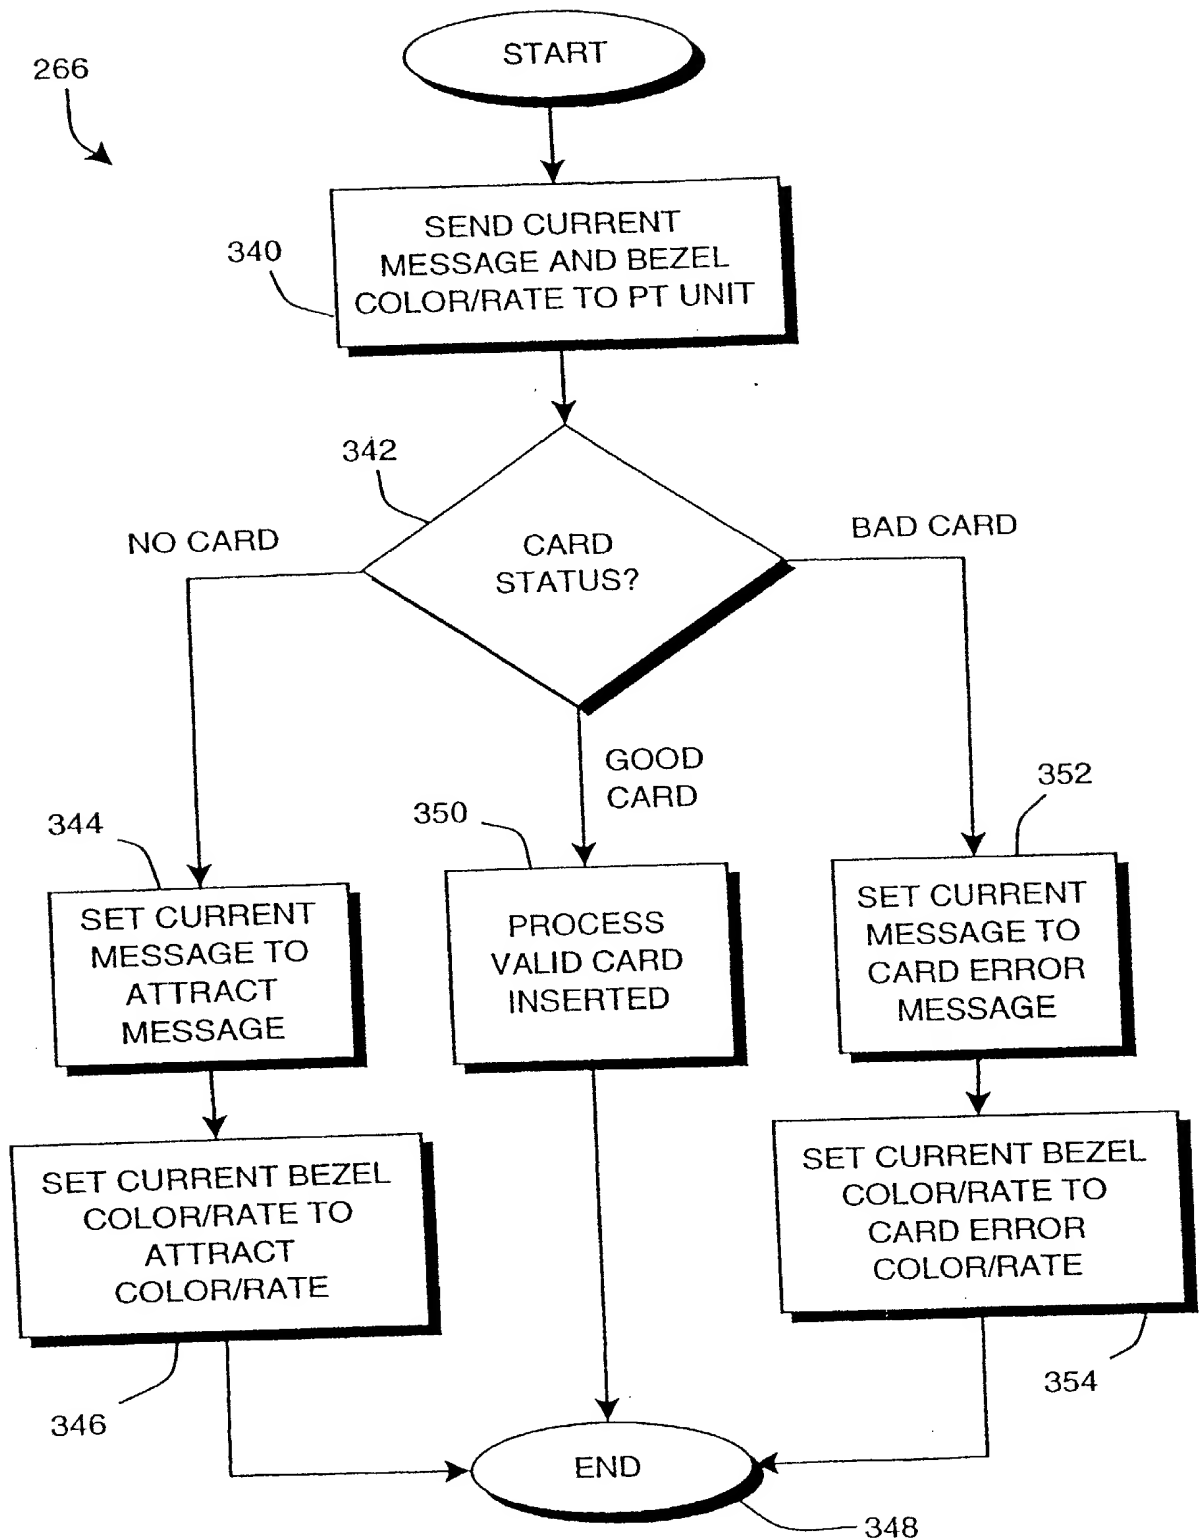 START
266
SEND CURRENT
MESSAGE AND BEZEL
COLOR/RATE TO PT UNIT
340
342
CARD
STATUS?
NO CARD
BAD CARD
GOOD
CARD
344
350
352
SET CURRENT
MESSAGE TO
ATTRACT
MESSAGE
PROCESS
VALID CARD
INSERTED
SET CURRENT
MESSAGE TO
CARD ERROR
MESSAGE
SET CURRENT BEZEL
COLOR/RATE TO
ATTRACT
COLOR/RATE
SET CURRENT BEZEL
COLOR/RATE TO
CARD ERROR
COLOR/RATE
346
354
END
348